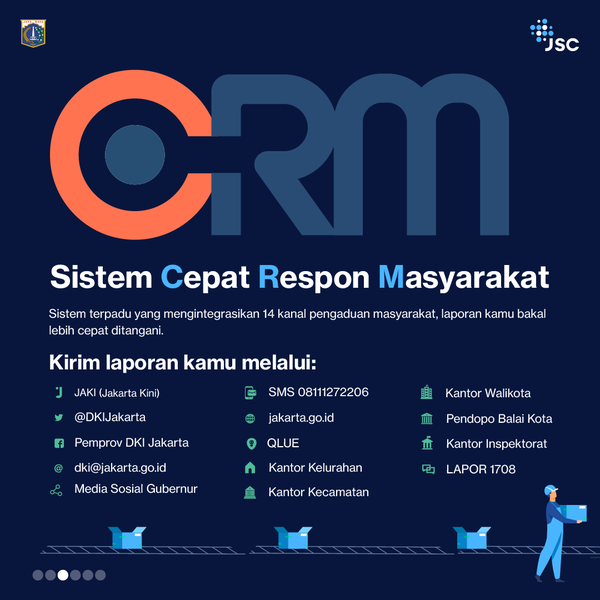 JSC
CRM
Sistem Cepat Respon Masyarakat
Sistem terpadu yang mengintegrasikan 14 kanal pengaduan masyarakat, laporan kamu bakal
lebih cepat ditangani.
Kirim laporan kamu melalui:
JAKI (Jakarta Kini)
@DKIJakarta
Pemprov DKI Jakarta
dki@jakarta.go.id
Media Sosial Gubernur
SMS 08111272206
jakarta.go.id
QLUE
Kantor Kelurahan
Kantor Kecamatan
Kantor Walikota
Pendopo Balai Kota
Kantor Inspektorat
LAPOR 1708